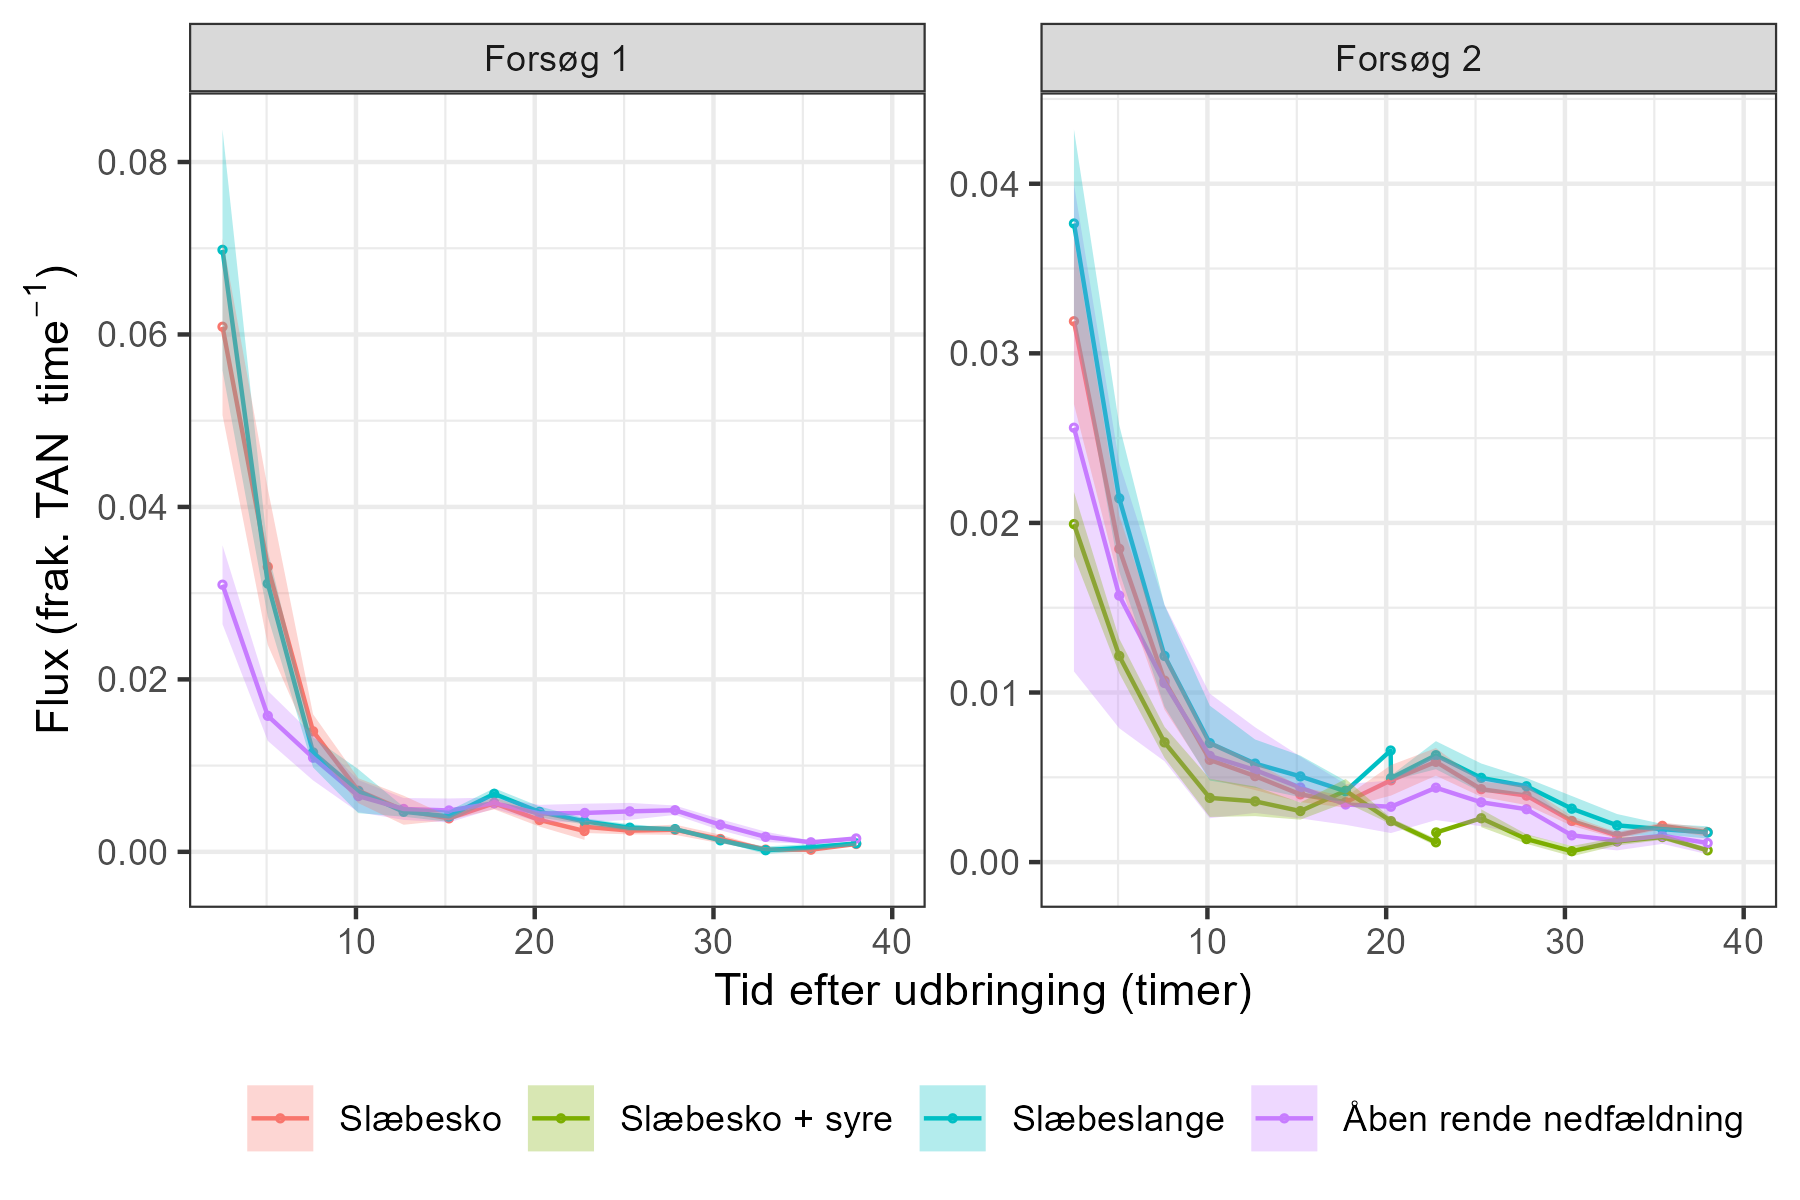 Forsøg 1
Forsøg 2
0.08
0.06
0.04
0.02
0.00
0.04
0.03
0.02
0.01
0.00
10 20 30 40
10 20 30 40
Flux (frak. TAN time⁻¹)
Tid efter udbringing (timer)
Slæbesko Slæbesko + syre Slæbeslange Åben rende nedfældning